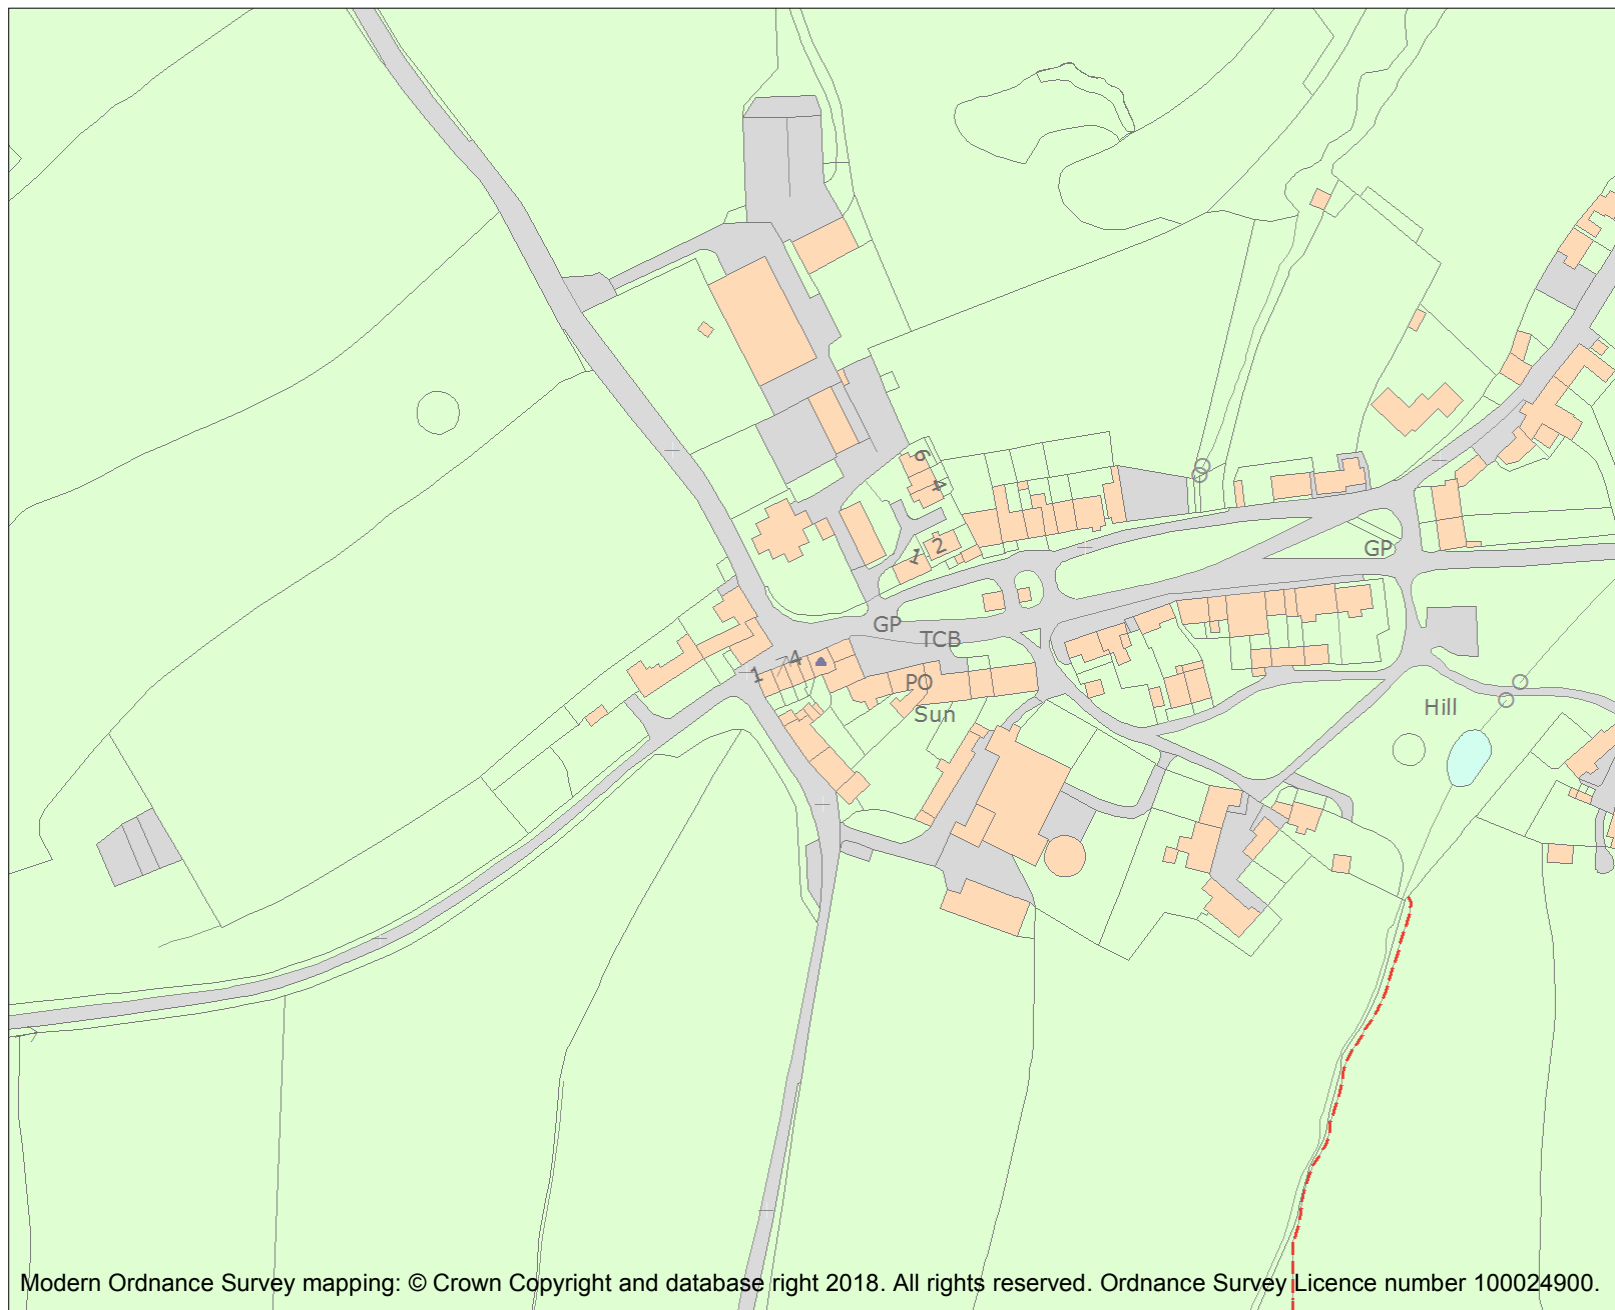 6
4
2
1
GP
GP
TCB
4
1
PO
Sun
Hill
Modern Ordnance Survey mapping: © Crown Copyright and database right 2018. All rights reserved. Ordnance Survey Licence number 100024900.